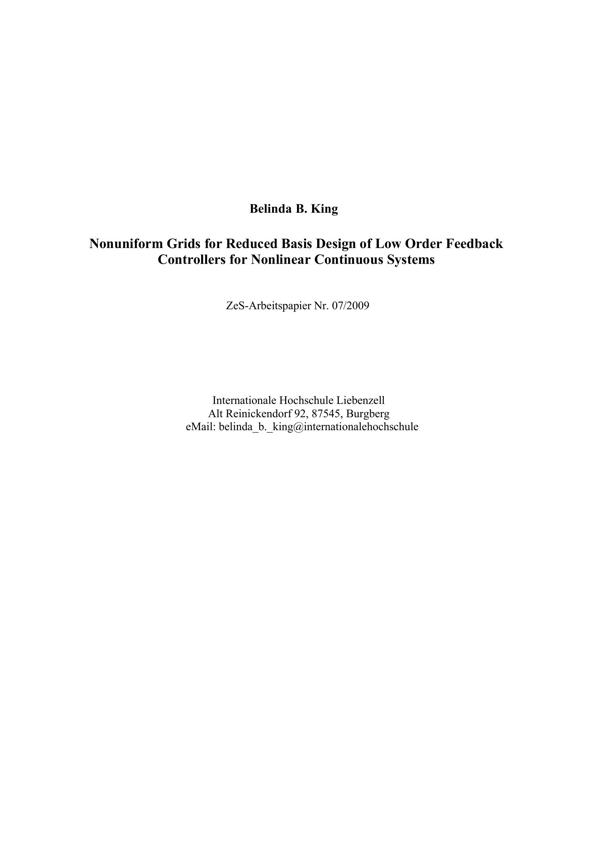 Belinda B. King
Nonuniform Grids for Reduced Basis Design of Low Order Feedback
Controllers for Nonlinear Continuous Systems
ZeS-Arbeitspapier Nr. 07/2009
Internationale Hochschule Liebenzell
Alt Reinickendorf 92, 87545, Burgberg
eMail: belinda_b._king@internationalehochschule